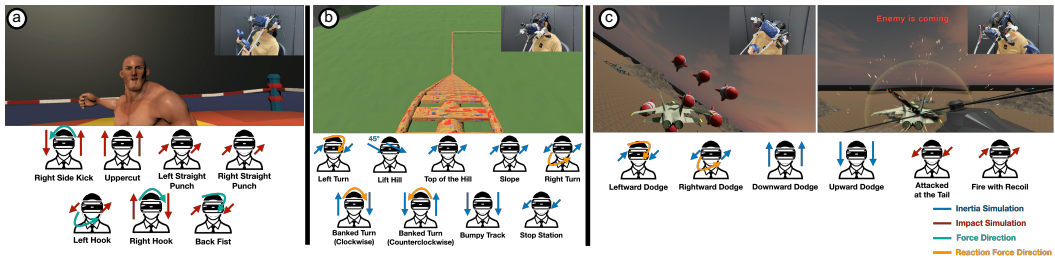 a
Right Side Kick
Uppercut
Left Straight
Punch
Right Straight
Punch
Left Hook
Right Hook
Back Fist
b
45°
Left Turn
Lift Hill
Top of the Hill
Slope
Right Turn
Banked Turn
(Clockwise)
Banked Turn
(Counterclockwise)
Bumpy Track
Stop Station
c
Enemy is coming
Leftward Dodge
Rightward Dodge
Downward Dodge
Upward Dodge
Attacked
at the Tail
Fire with Recoil
Inertia Simulation
Impact Simulation
Force Direction
Reaction Force Direction